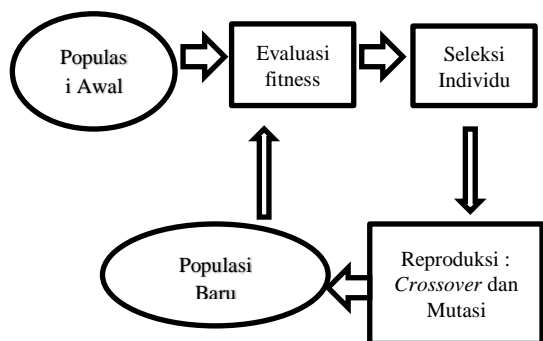 Populas
i Awal
Evaluasi
fitness
Seleksi
Individu
Reproduksi :
Crossover dan
Mutasi
Populasi
Baru